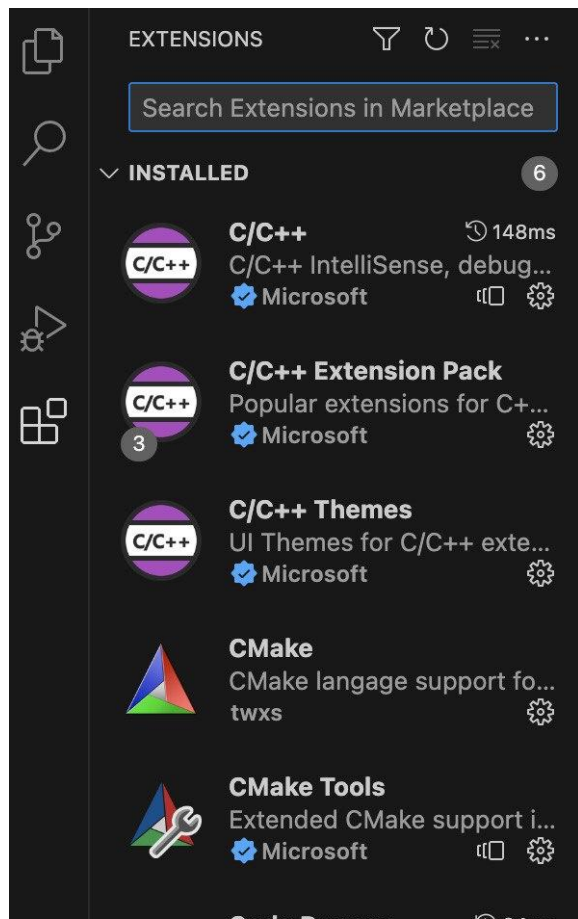 EXTENSIONS
Search Extensions in Marketplace
INSTALLED 6
C/C++ 148ms
C/C++
C/C++ IntelliSense, debug...
Microsoft
C/C++ Extension Pack
C/C++
Popular extensions for C+...
3
Microsoft
C/C++ Themes
C/C++
UI Themes for C/C++ exte...
Microsoft
CMake
CMake langage support fo...
twxs
CMake Tools
Extended CMake support i...
Microsoft